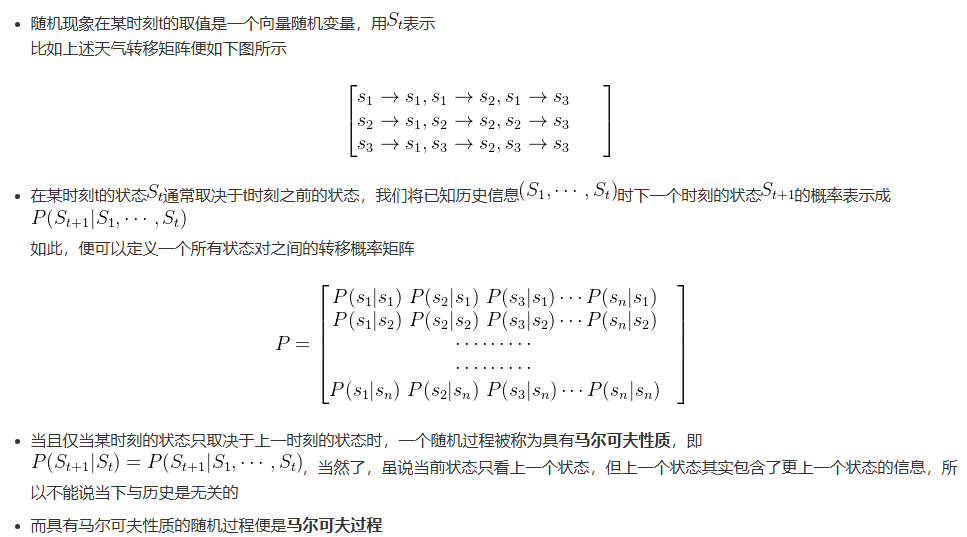 • 随机现象在某时刻t的取值是一个向量随机变量，用$S_t$表示
比如上述天气转移矩阵便如下图所示
$$\begin{bmatrix} s_1 \rightarrow s_1, s_1 \rightarrow s_2, s_1 \rightarrow s_3 \\
s_2 \rightarrow s_1, s_2 \rightarrow s_2, s_2 \rightarrow s_3 \\
s_3 \rightarrow s_1, s_3 \rightarrow s_2, s_3 \rightarrow s_3 \end{bmatrix}$$
• 在某时刻t的状态$S_t$通常取决于t时刻之前的状态，我们将已知历史信息$(S_1, \cdots, S_t)$时下一个时刻的状态$S_{t+1}$的概率表示成
$P(S_{t+1}|S_1, \cdots, S_t)$
如此，便可以定义一个所有状态对之间的转移概率矩阵
$$P = \begin{bmatrix} P(s_1|s_1) \ P(s_2|s_1) \ P(s_3|s_1) \cdots P(s_n|s_1) \\
P(s_1|s_2) \ P(s_2|s_2) \ P(s_3|s_2) \cdots P(s_n|s_2) \\
\cdots\cdots\cdots \\
\cdots\cdots\cdots \\
P(s_1|s_n) \ P(s_2|s_n) \ P(s_3|s_n) \cdots P(s_n|s_n) \end{bmatrix}$$
• 当且仅当某时刻的状态只取决于上一时刻的状态时，一个随机过程被称为具有马尔可夫性质，即
$P(S_{t+1}|S_t) = P(S_{t+1}|S_1, \cdots, S_t)$，当然了，虽说当前状态只看上一个状态，但上一个状态其实包含了更上一个状态的信息，所
以不能说当下与历史是无关的
• 而具有马尔可夫性质的随机过程便是马尔可夫过程